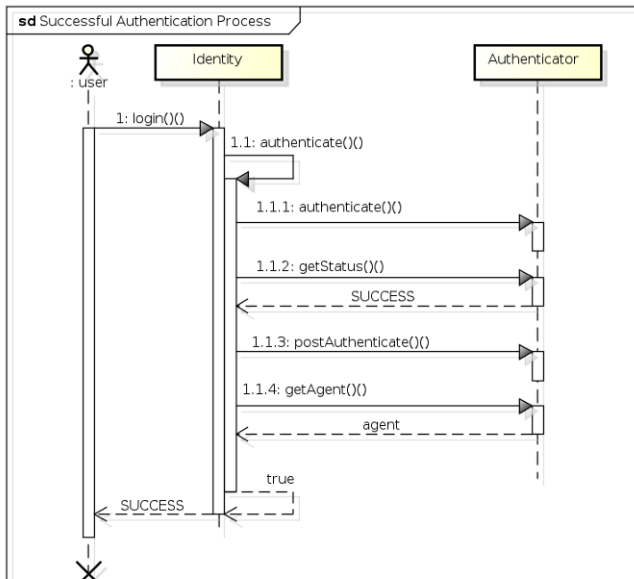 sd Successful Authentication Process
: user
Identity
Authenticator
1: login()()
1.1: authenticate()()
1.1.1: authenticate()()
1.1.2: getStatus()()
SUCCESS
1.1.3: postAuthenticate()()
1.1.4: getAgent()()
agent
true
SUCCESS